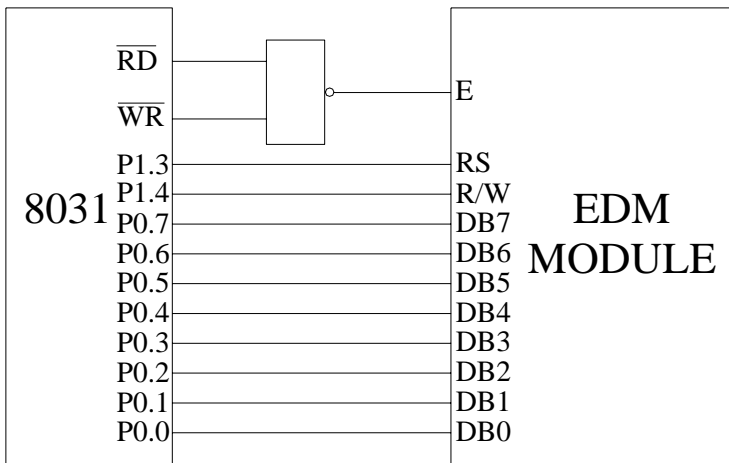 RD
WR
E
P1.3 RS
P1.4 R/W
8031 P0.7 DB7 EDM
P0.6 DB6 MODULE
P0.5 DB5
P0.4 DB4
P0.3 DB3
P0.2 DB2
P0.1 DB1
P0.0 DB0